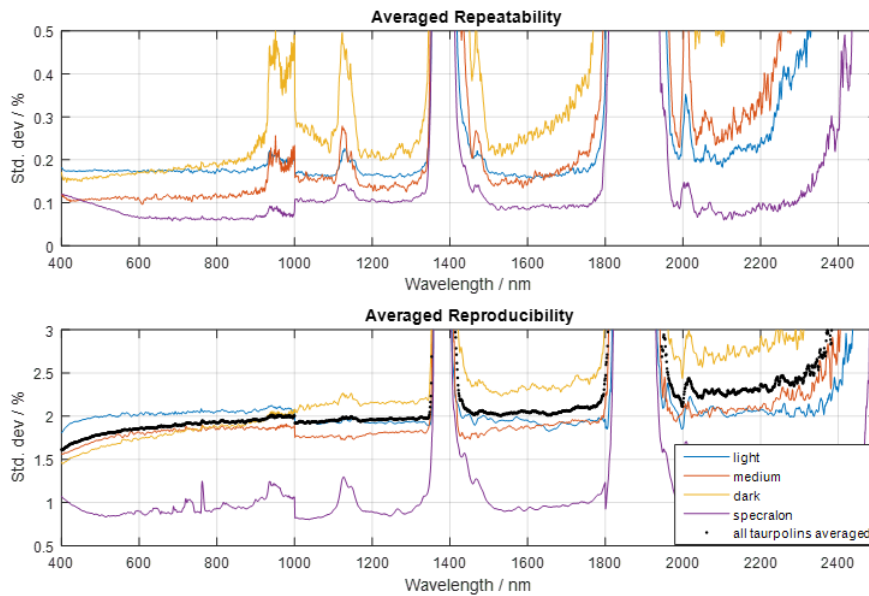 Averaged Repeatability
0.5
0.4
0.3
0.2
0.1
0
Std. dev / %
400 600 800 1000 1200 1400 1600 1800 2000 2200 2400
Wavelength / nm
Averaged Reproducibility
3
2.5
2
1.5
1
0.5
Std. dev / %
light
medium
dark
specralon
all taurpolins averaged
400 600 800 1000 1200 1400 1600 1800 2000 2200 2400
Wavelength / nm